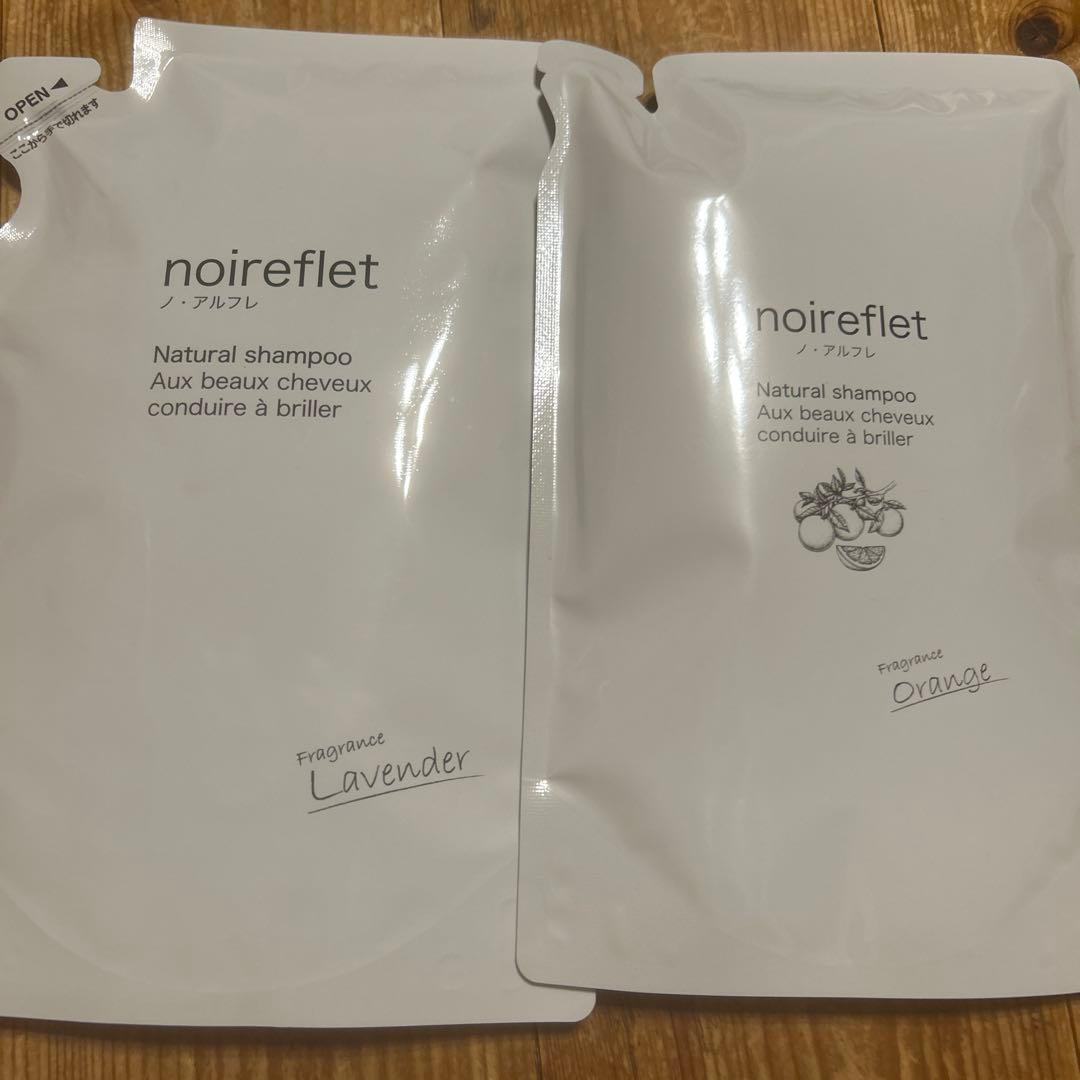 OPEN◀
ここから手で切れます
noireflet
ノ・アルフレ
Natural shampoo
Aux beaux cheveux
conduire à briller
Fragrance
Lavender
noireflet
ノ・アルフレ
Natural shampoo
Aux beaux cheveux
conduire à briller
Fragrance
Orange